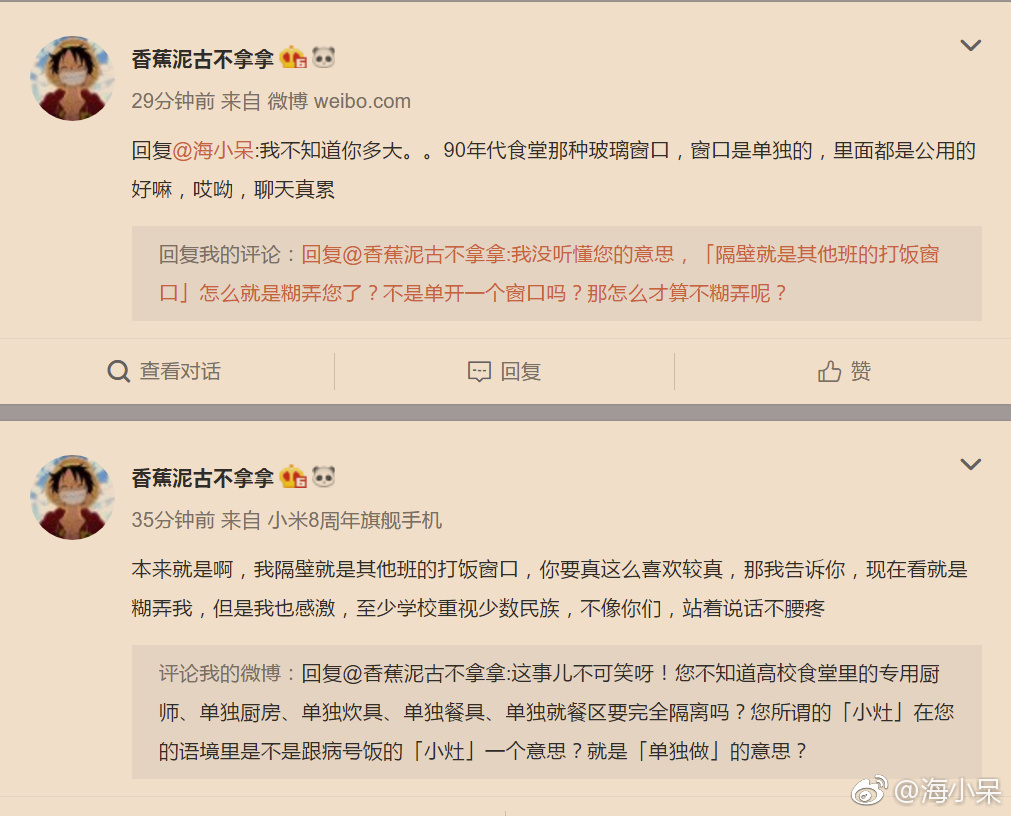 香蕉泥古不拿拿
29分钟前 来自 微博 weibo.com
回复@海小呆:我不知道你多大。。90年代食堂那种玻璃窗口，窗口是单独的，里面都是公用的
好嘛，哎呦，聊天真累
回复我的评论：回复@香蕉泥古不拿拿:我没听懂您的意思，「隔壁就是其他班的打饭窗
口」怎么就是糊弄您了？不是单开一个窗口吗？那怎么才算不糊弄呢？
查看对话
回复
赞
香蕉泥古不拿拿
35分钟前 来自 小米8周年旗舰手机
本来就是啊，我隔壁就是其他班的打饭窗口，你要真这么喜欢较真，那我告诉你，现在看就是
糊弄我，但是我也感激，至少学校重视少数民族，不像你们，站着说话不腰疼
评论我的微博：回复@香蕉泥古不拿拿:这事儿不可笑呀！您不知道高校食堂里的专用厨
师、单独厨房、单独炊具、单独餐具、单独就餐区要完全隔离吗？您所谓的「小灶」在您
的语境里是不是跟病号饭的「小灶」一个意思？就是「单独做」的意思？
@海小呆